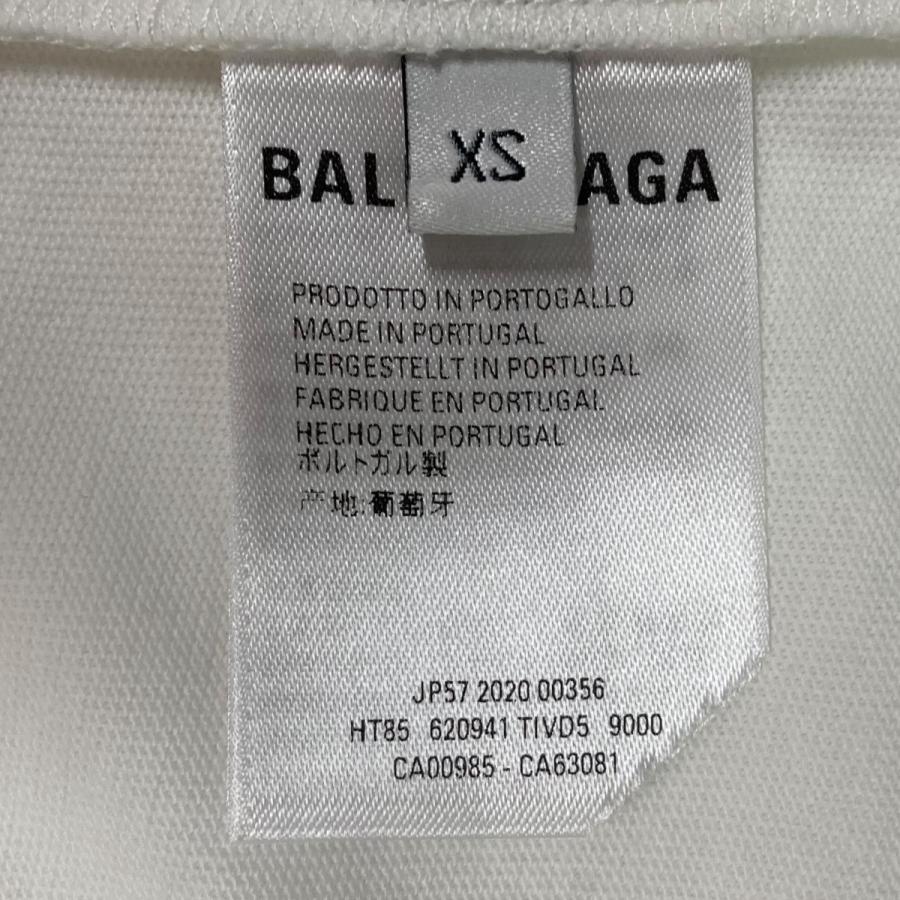 XS
BAL AGA
PRODOTTO IN PORTOGALLO
MADE IN PORTUGAL
HERGESTELLT IN PORTUGAL
FABRIQUE EN PORTUGAL
HECHO EN PORTUGAL
ポルトガル製
产地:葡萄牙
JP57 2020 00356
HT85 620941 TIVD5 9000
CA00985 - CA63081